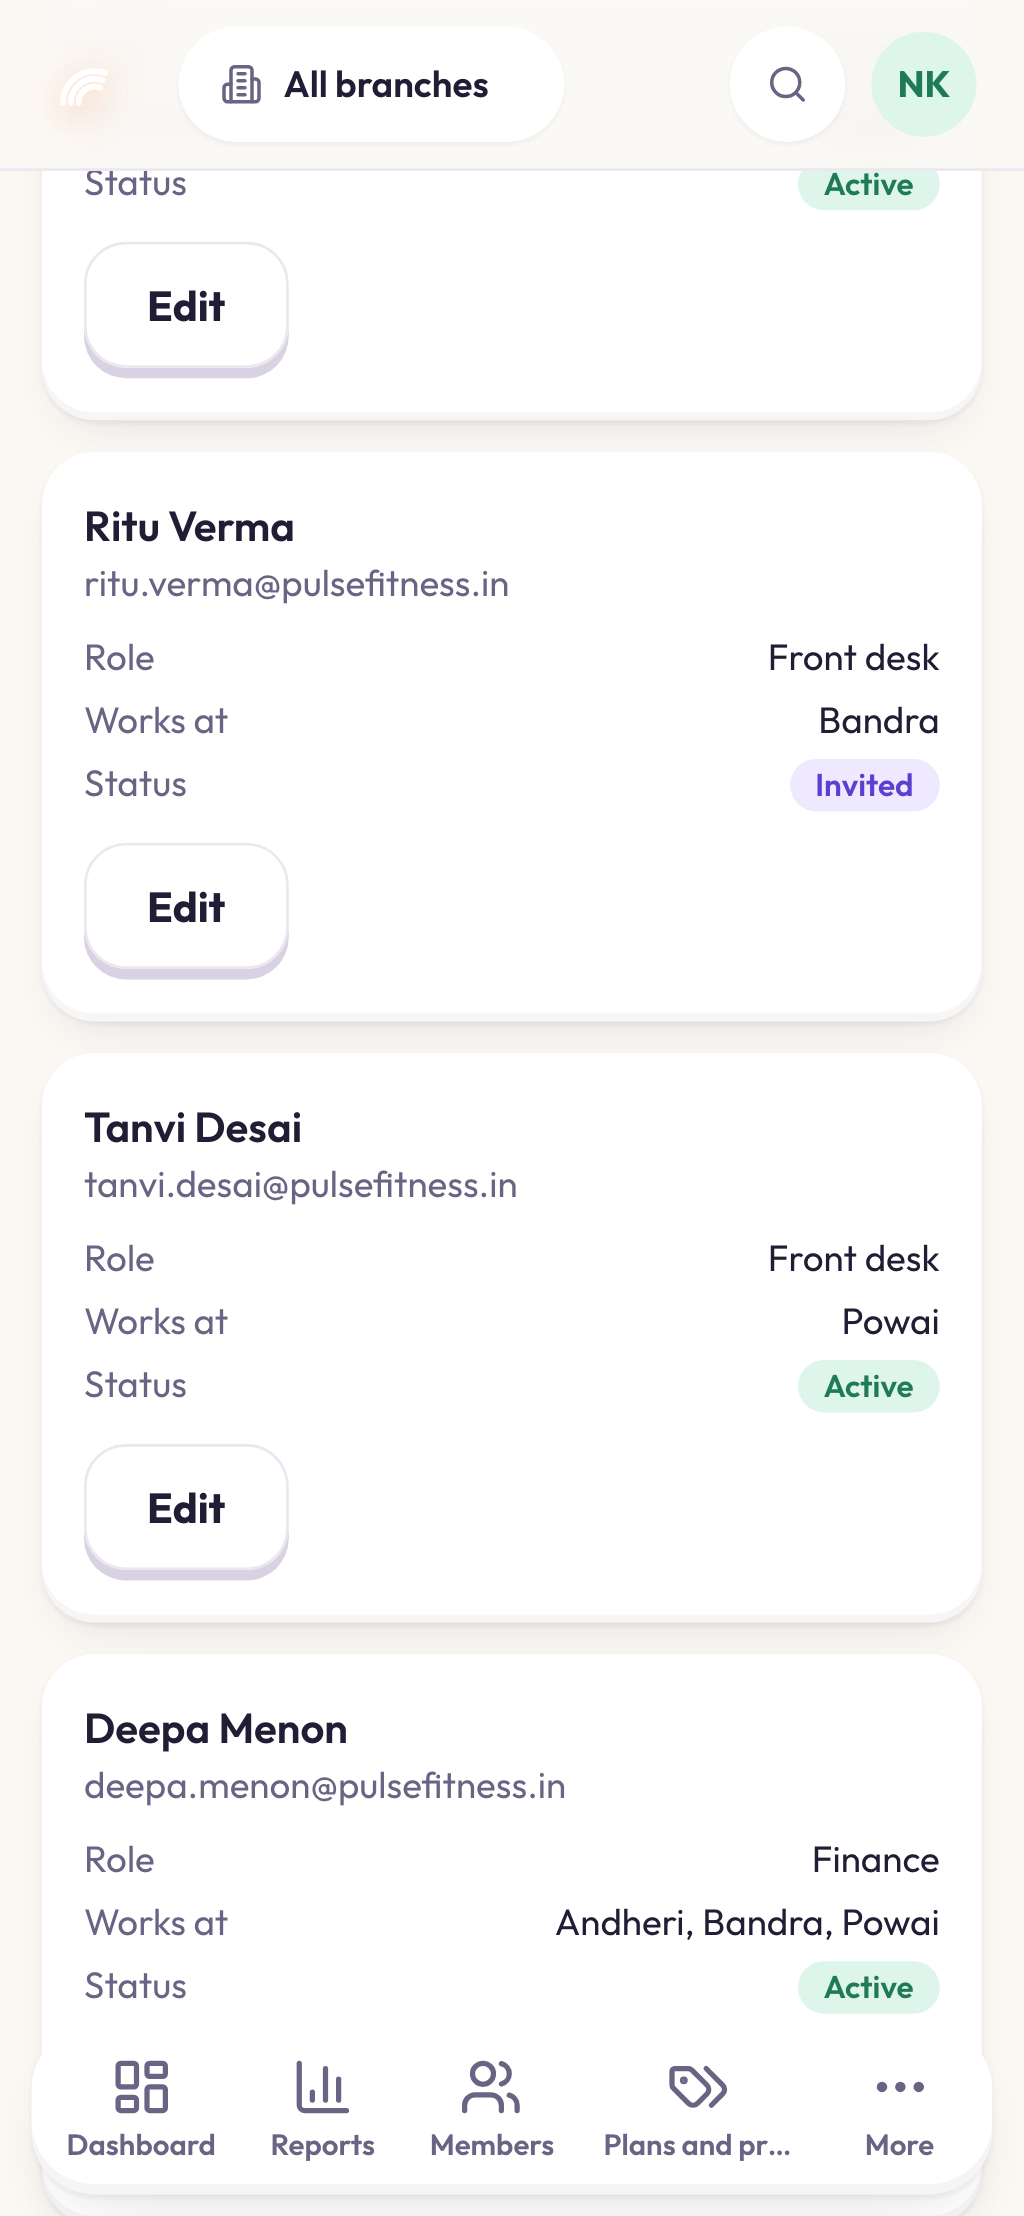 All branches
NK
Status
Active
Edit
Ritu Verma
ritu.verma@pulsefitness.in
Role
Front desk
Works at
Bandra
Status
Invited
Edit
Tanvi Desai
tanvi.desai@pulsefitness.in
Role
Front desk
Works at
Powai
Status
Active
Edit
Deepa Menon
deepa.menon@pulsefitness.in
Role
Finance
Works at
Andheri, Bandra, Powai
Status
Active
Dashboard
Reports
Members
Plans and pr...
More